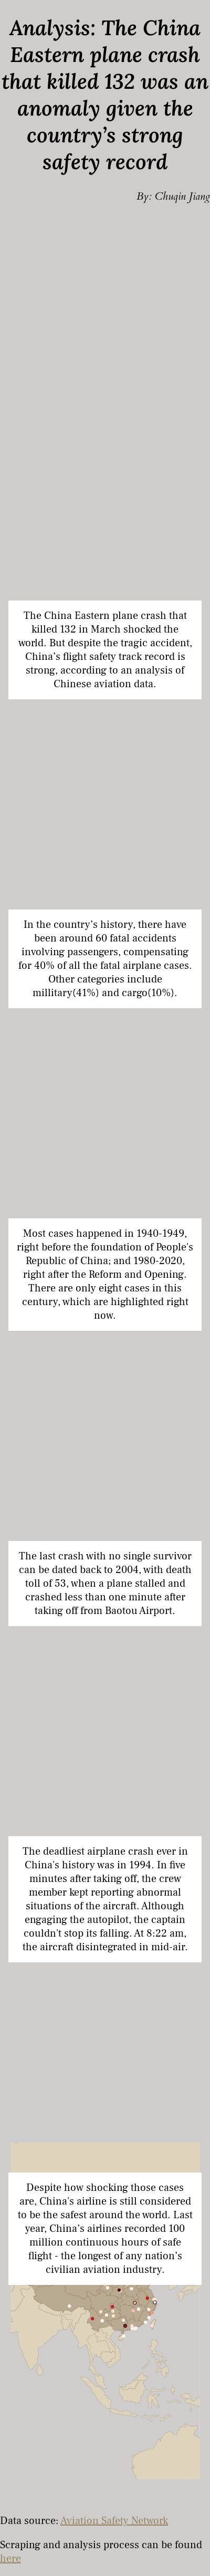 Analysis: The China
Eastern plane crash
that killed 132 was an
anomaly given the
country's strong
safety record
By: Chuqin Jiang
The China Eastern plane crash that
killed 132 in March shocked the
world. But despite the tragic accident,
China's flight safety track record is
strong, according to an analysis of
Chinese aviation data.
In the country's history, there have
been around 60 fatal accidents
involving passengers, compensating
for 40% of all the fatal airplane cases.
Other categories include
millitary(41%) and cargo(10%).
Most cases happened in 1940-1949,
right before the foundation of People's
Republic of China; and 1980-2020,
right after the Reform and Opening.
There are only eight cases in this
century, which are highlighted right
now.
The last crash with no single survivor
can be dated back to 2004, with death
toll of 53, when a plane stalled and
crashed less than one minute after
taking off from Baotou Airport.
The deadliest airplane crash ever in
China's history was in 1994. In five
minutes after taking off, the crew
member kept reporting abnormal
situations of the aircraft. Although
engaging the autopilot, the captain
couldn't stop its falling. At 8:22 am,
the aircraft disintegrated in mid-air.
Despite how shocking those cases
are, China's airline is still considered
to be the safest around the world. Last
year, China's airlines recorded 100
million continuous hours of safe
flight - the longest of any nation's
civilian aviation industry.
Data source: Aviation Safety Network
Scraping and analysis process can be found
here